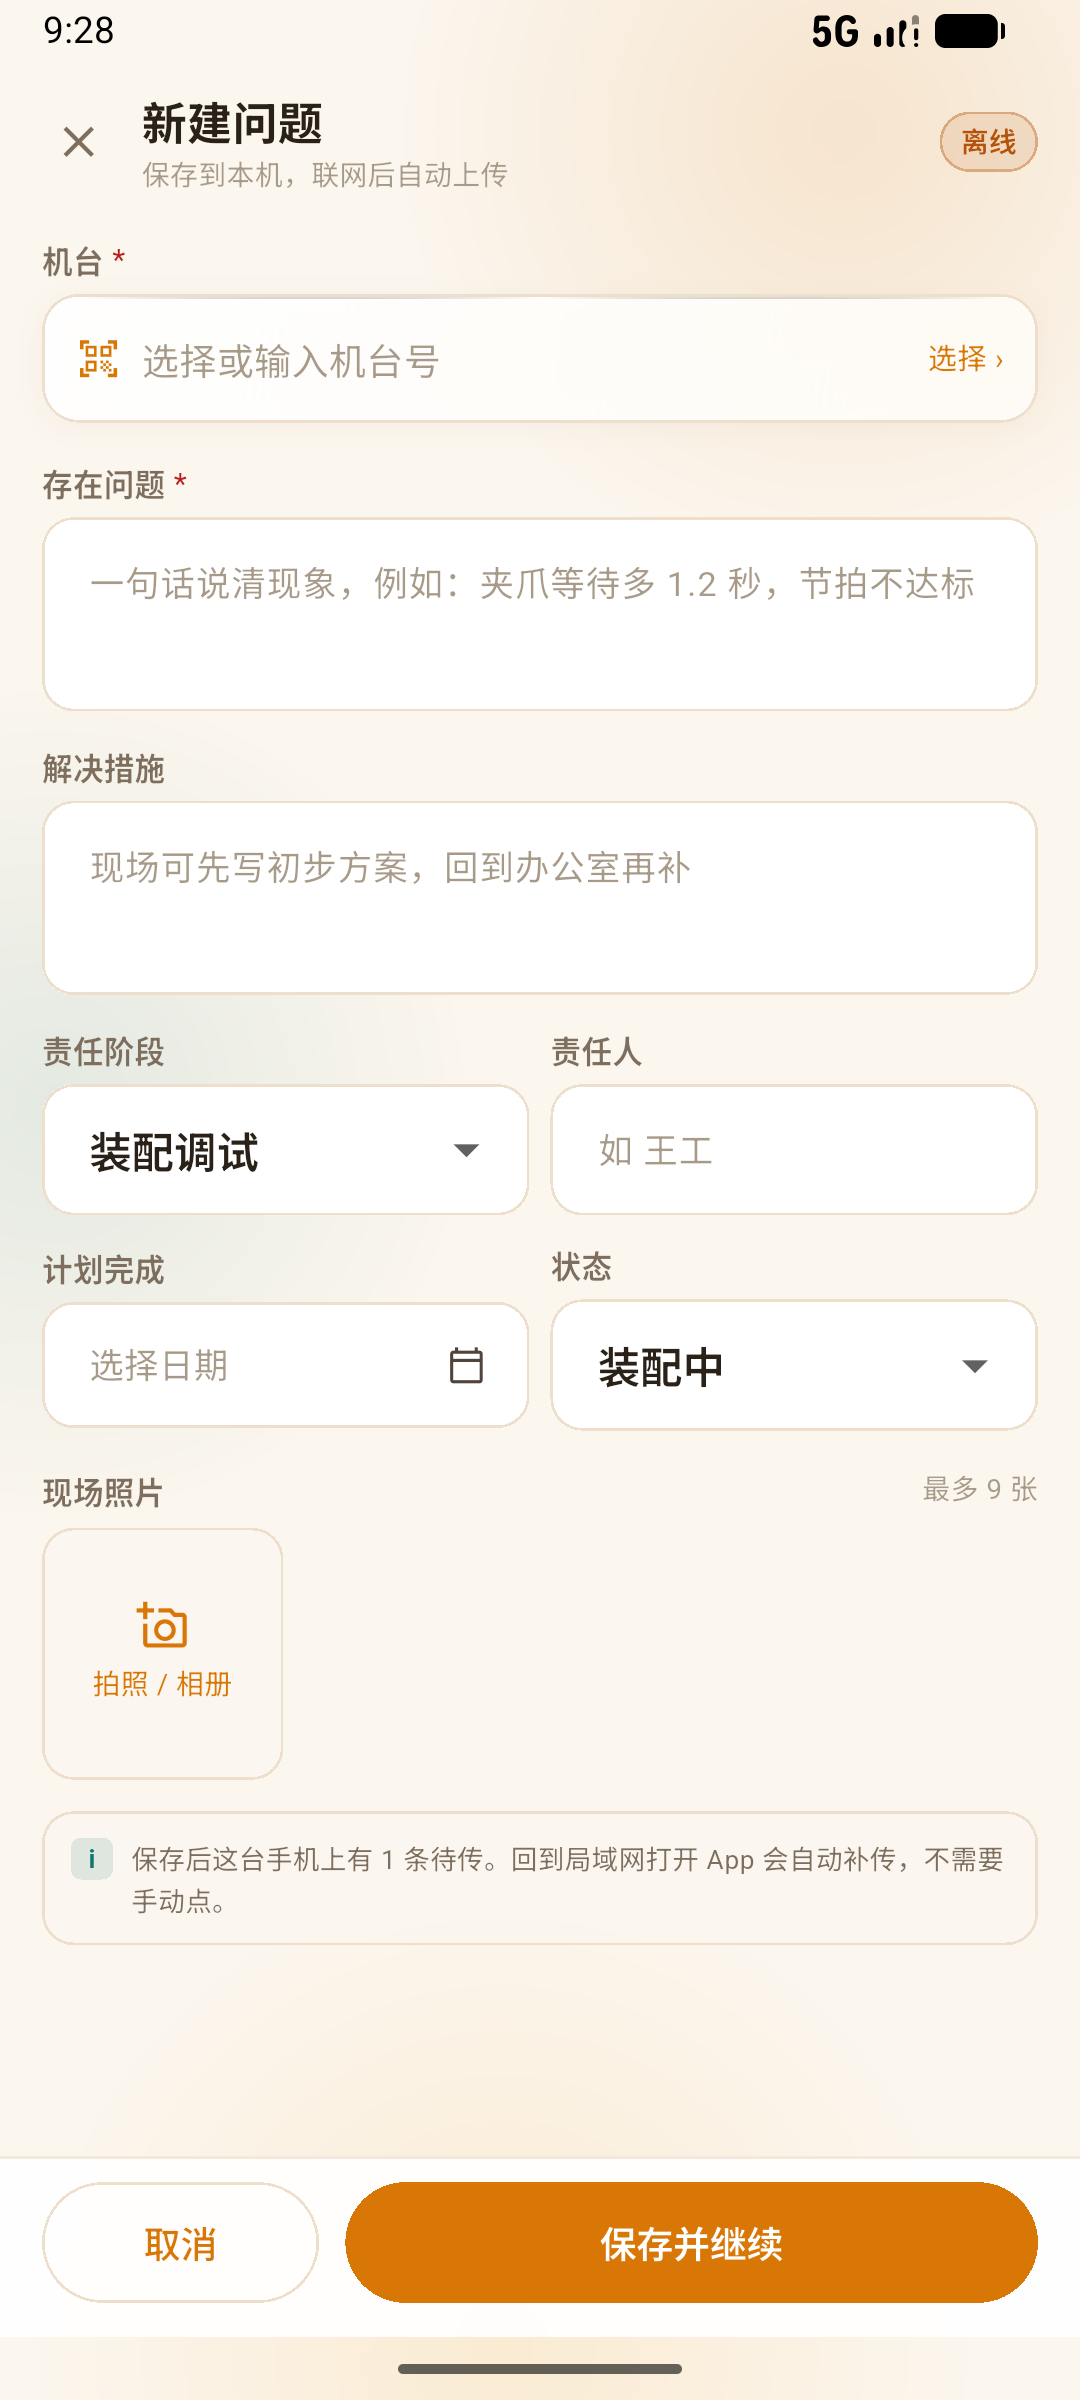 9:28
5G
新建问题
保存到本机，联网后自动上传
离线
机台 *
选择或输入机台号
选择 ›
存在问题 *
一句话说清现象，例如：夹爪等待多 1.2 秒，节拍不达标
解决措施
现场可先写初步方案，回到办公室再补
责任阶段
责任人
装配调试
如 王工
计划完成
状态
选择日期
装配中
现场照片
最多 9 张
拍照 / 相册
i
保存后这台手机上有 1 条待传。回到局域网打开 App 会自动补传，不需要
手动点。
取消
保存并继续